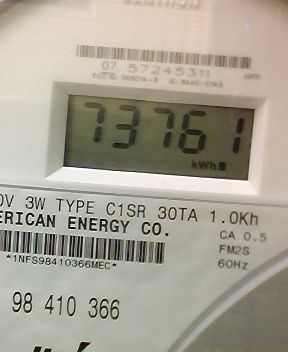 07 57245311
73761
kWh
0V 3W TYPE C1SR 30TA 1.0Kh
ERICAN ENERGY CO.
CA 0.5
FM2S
60Hz
*1NFS98410366MEC*
98 410 366